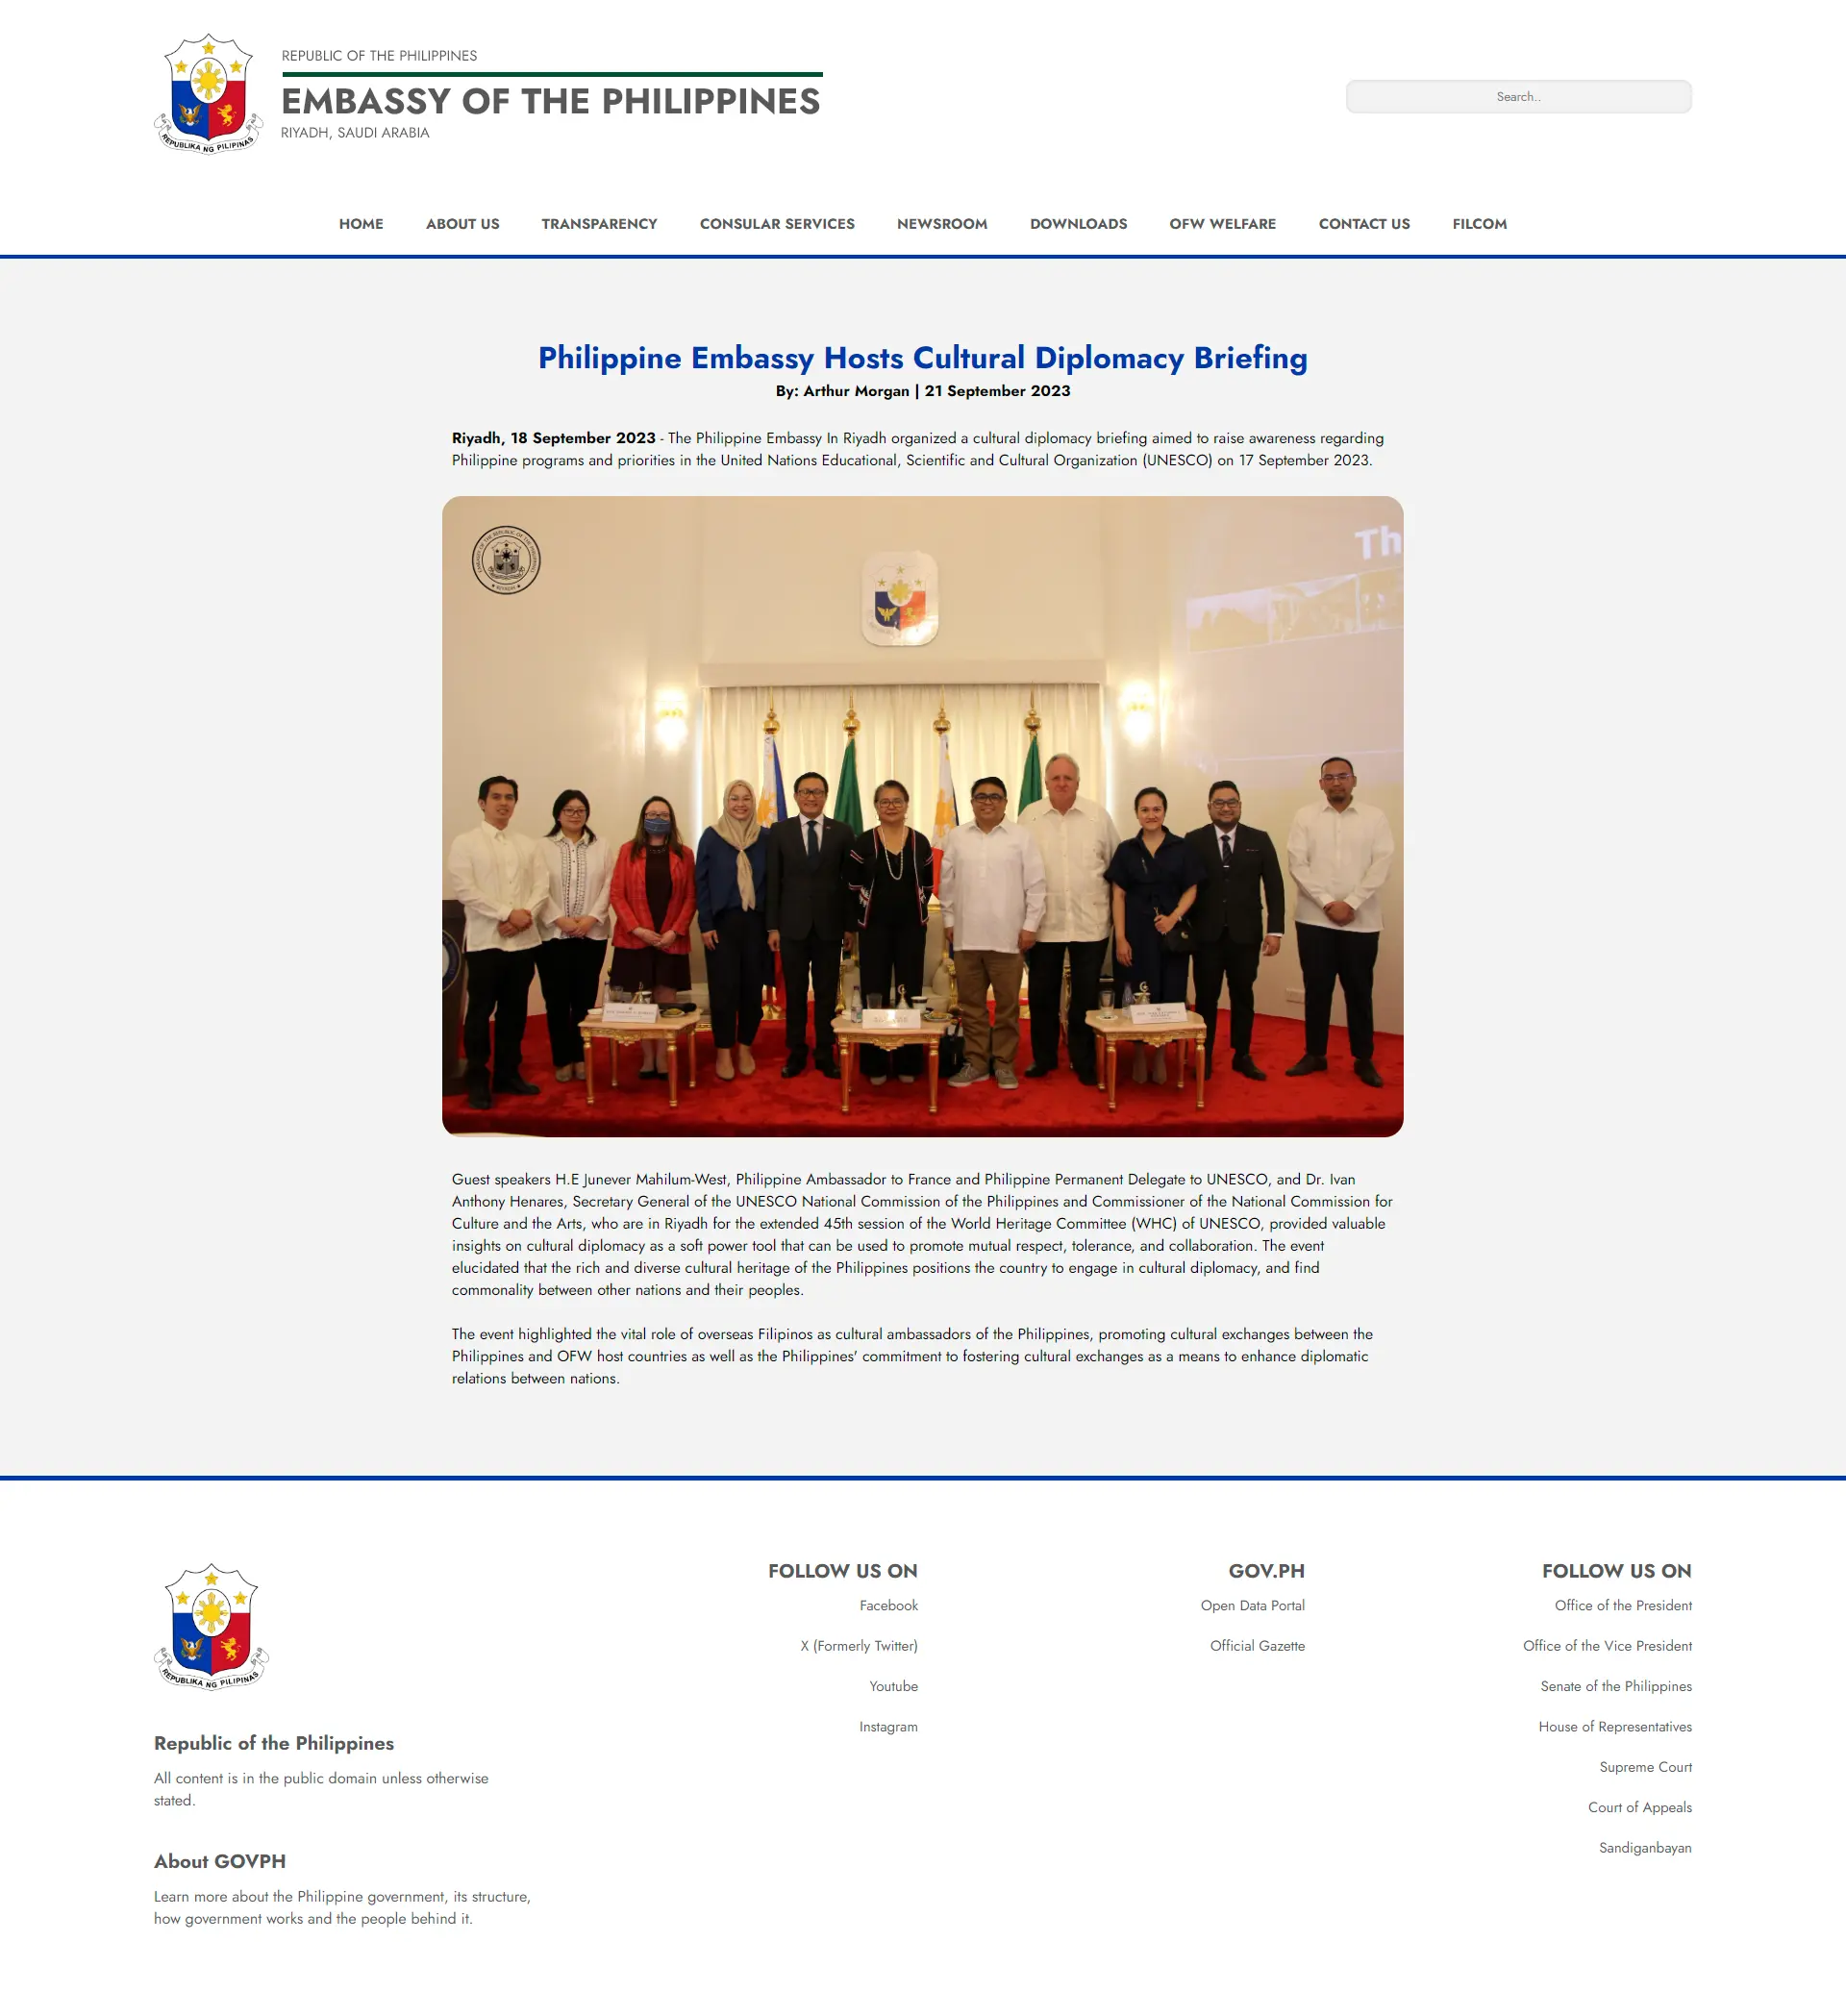 REPUBLIKA NG PILIPINAS
REPUBLIC OF THE PHILIPPINES
EMBASSY OF THE PHILIPPINES
RIYADH, SAUDI ARABIA
Search..
HOME ABOUT US TRANSPARENCY CONSULAR SERVICES NEWSROOM DOWNLOADS OFW WELFARE CONTACT US FILCOM
Philippine Embassy Hosts Cultural Diplomacy Briefing
By: Arthur Morgan | 21 September 2023
Riyadh, 18 September 2023 - The Philippine Embassy In Riyadh organized a cultural diplomacy briefing aimed to raise awareness regarding
Philippine programs and priorities in the United Nations Educational, Scientific and Cultural Organization (UNESCO) on 17 September 2023.
EMBASSY OF THE REPUBLIC OF THE PHILIPPINES
Th
Guest speakers H.E Junever Mahilum-West, Philippine Ambassador to France and Philippine Permanent Delegate to UNESCO, and Dr. Ivan
Anthony Henares, Secretary General of the UNESCO National Commission of the Philippines and Commissioner of the National Commission for
Culture and the Arts, who are in Riyadh for the extended 45th session of the World Heritage Committee (WHC) of UNESCO, provided valuable
insights on cultural diplomacy as a soft power tool that can be used to promote mutual respect, tolerance, and collaboration. The event
elucidated that the rich and diverse cultural heritage of the Philippines positions the country to engage in cultural diplomacy, and find
commonality between other nations and their peoples.
The event highlighted the vital role of overseas Filipinos as cultural ambassadors of the Philippines, promoting cultural exchanges between the
Philippines and OFW host countries as well as the Philippines' commitment to fostering cultural exchanges as a means to enhance diplomatic
relations between nations.
REPUBLIKA NG PILIPINAS
Republic of the Philippines
All content is in the public domain unless otherwise
stated.
About GOVPH
Learn more about the Philippine government, its structure,
how government works and the people behind it.
FOLLOW US ON
Facebook
X (Formerly Twitter)
Youtube
Instagram
GOV.PH
Open Data Portal
Official Gazette
FOLLOW US ON
Office of the President
Office of the Vice President
Senate of the Philippines
House of Representatives
Supreme Court
Court of Appeals
Sandiganbayan